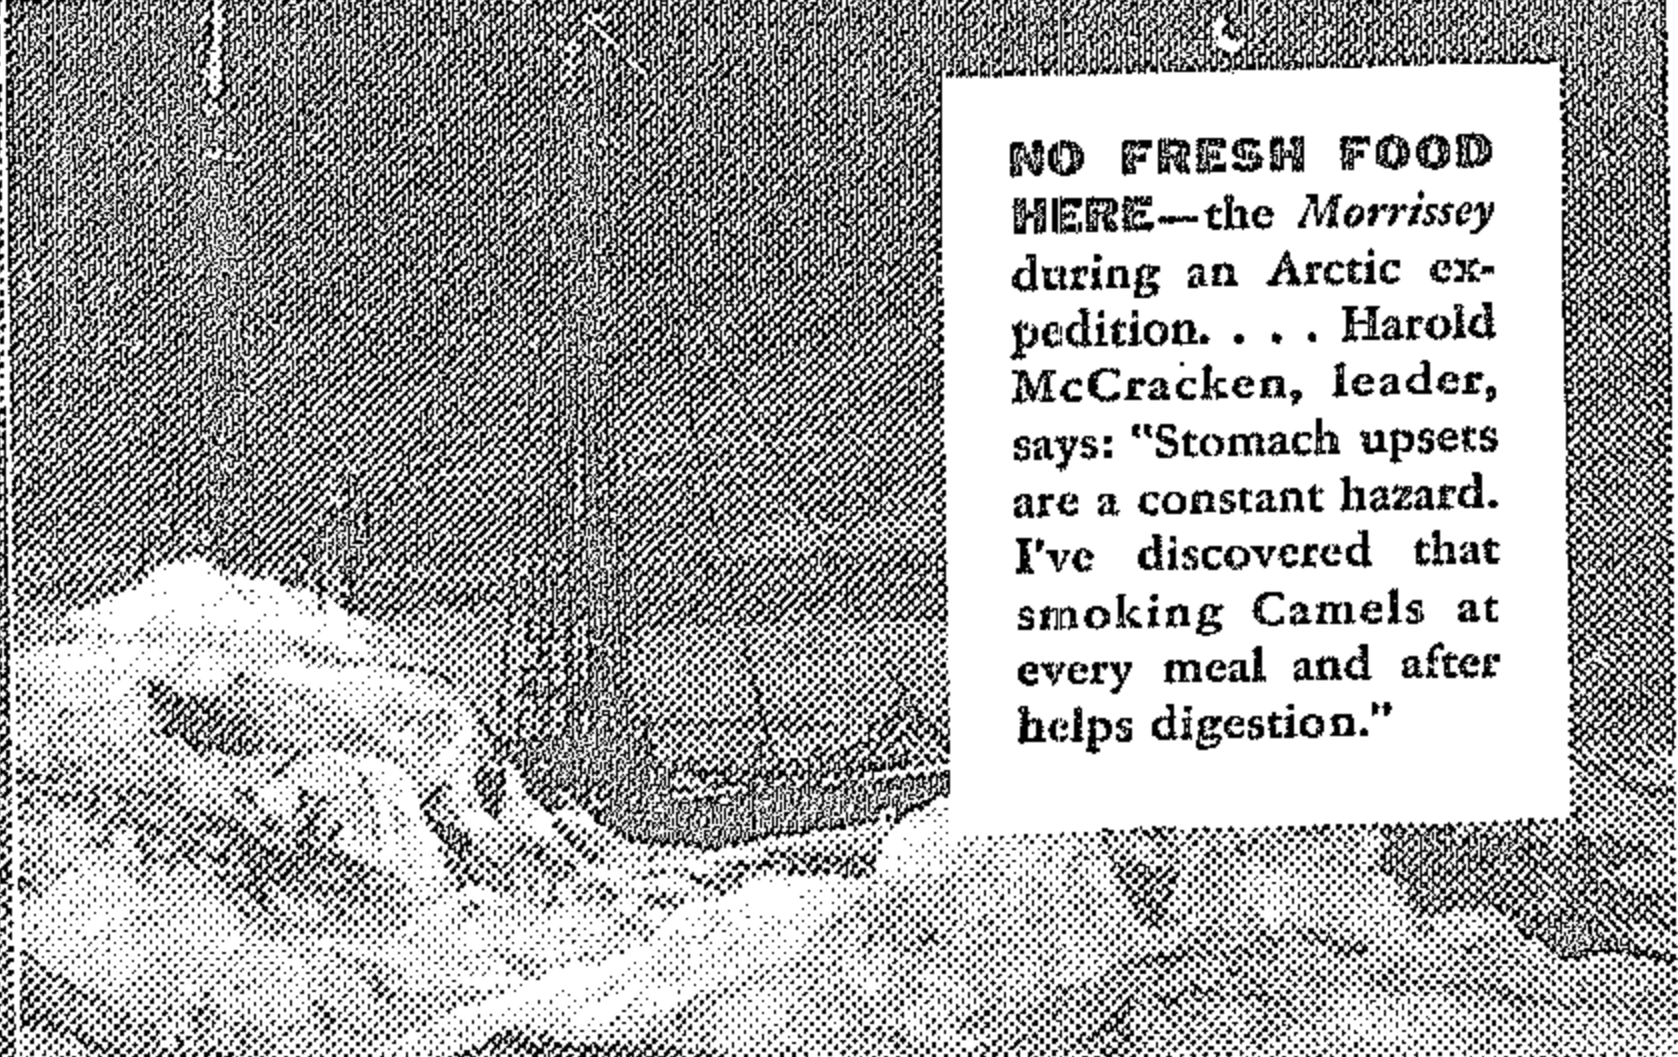 NO FRESH FOOD
HERE—the Morrissey
during an Arctic ex-
pedition. . . . Harold
McCracken, leader,
says: "Stomach upsets
are a constant hazard.
I've discovered that
smoking Camels at
every meal and after
helps digestion."